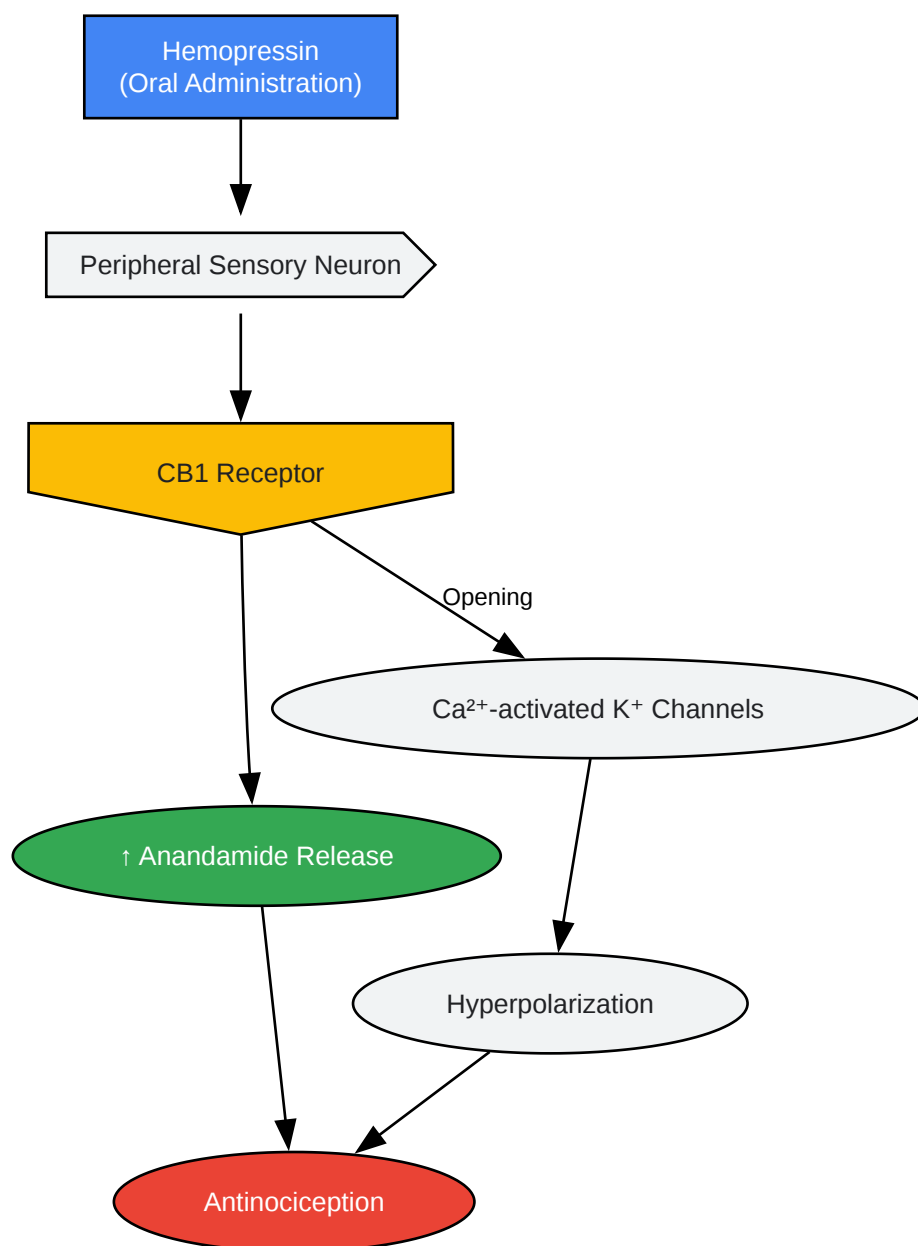 Hemopressin
(Oral Administration)
Peripheral Sensory Neuron
CB1 Receptor
Opening
Ca²⁺-activated K⁺ Channels
↑ Anandamide Release
Hyperpolarization
Antinociception